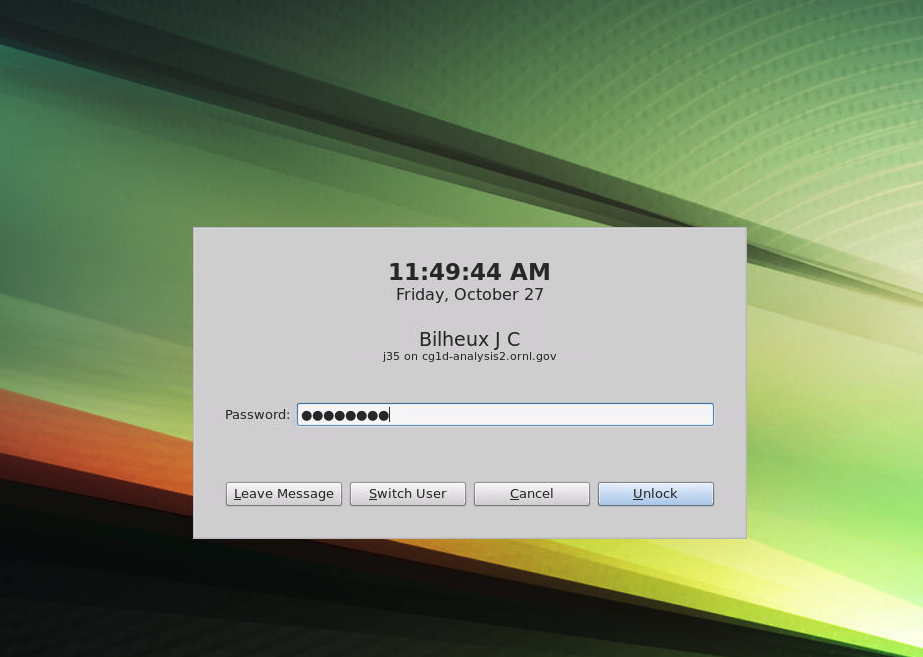 11:49:44 AM
Friday, October 27
Bilheux J C
j35 on cg1d-analysis2.ornl.gov
Password: ●●●●●●●●
Leave Message Switch User Cancel Unlock